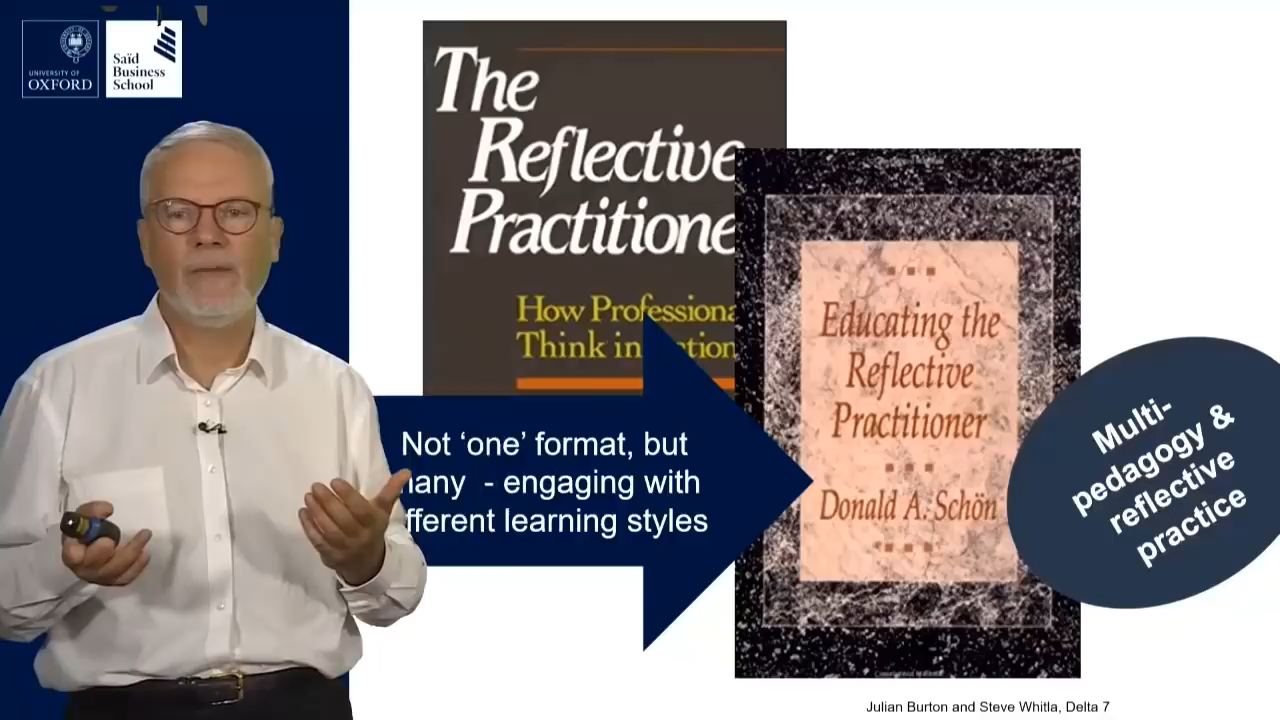 UNIVERSITY OF
OXFORD
Saïd
Business
School
The
Reflective
Practitione
How Professiona
Think in
Educating the
Reflective
Practitioner
Donald A. Schön
Not ‘one’ format, but
- engaging with
learning styles
Multi-
pedagogy &
reflective
practice
Julian Burton and Steve Whitla, Delta 7